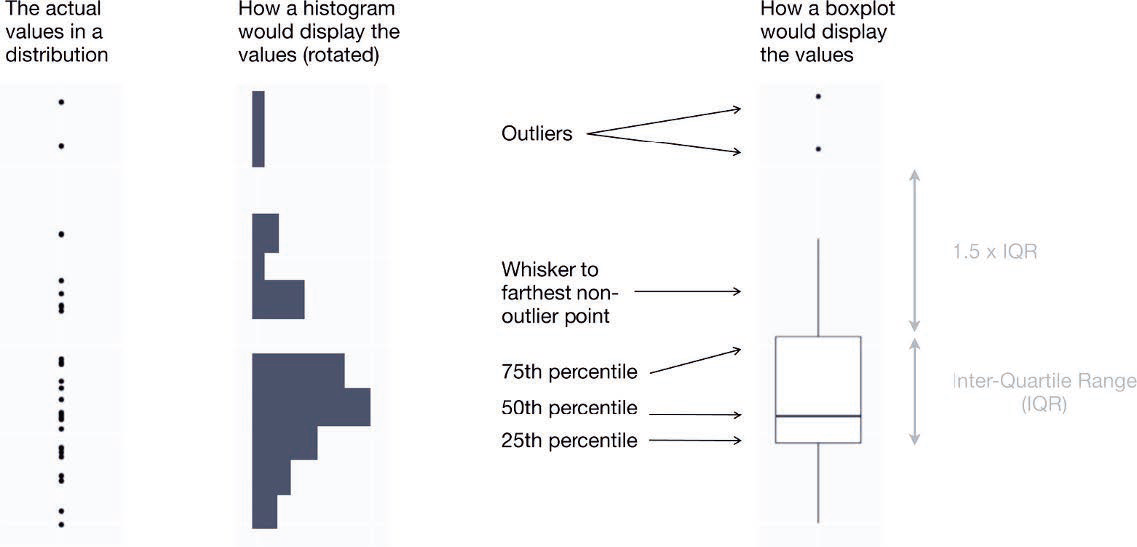 The actual
values in a
distribution
How a histogram
would display the
values (rotated)
How a boxplot
would display
the values
Outliers
1.5 x IQR
Whisker to
farthest non-
outlier point
75th percentile
50th percentile
25th percentile
Inter-Quartile Range
(IQR)